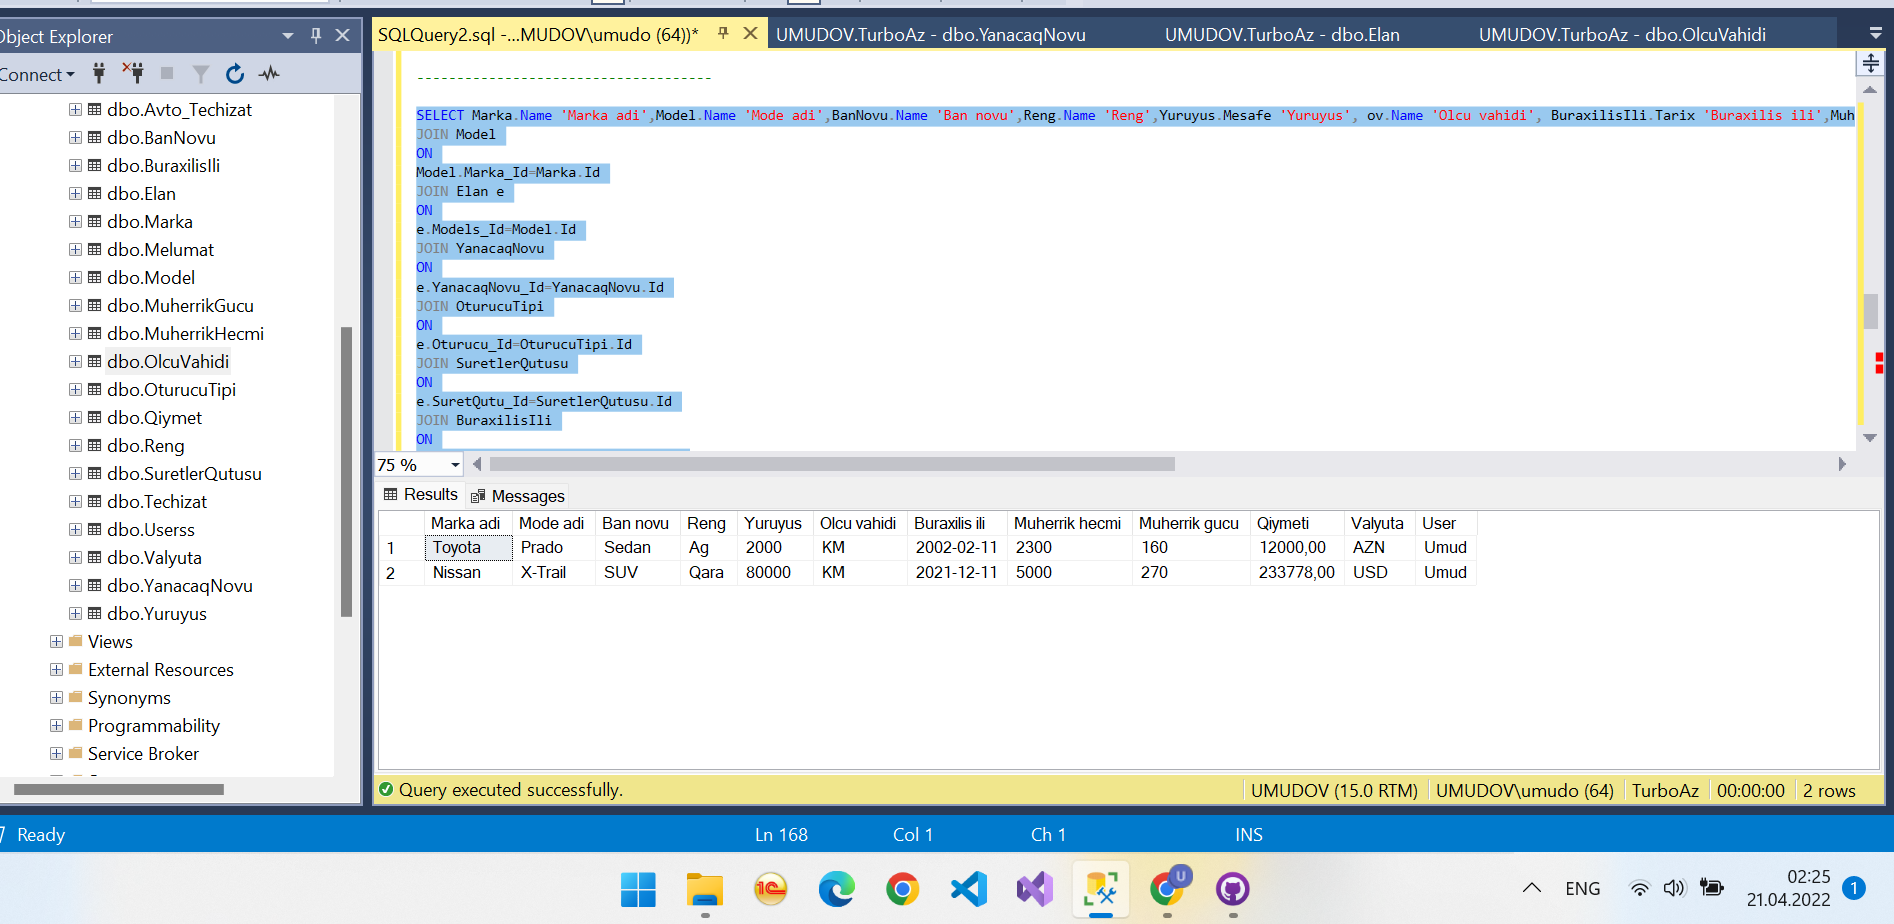 Object Explorer
Connect
dbo.Avto_Techizat
dbo.BanNovu
dbo.BuraxilisIli
dbo.Elan
dbo.Marka
dbo.Melumat
dbo.Model
dbo.MuherrikGucu
dbo.MuherrikHecmi
dbo.OlcuVahidi
dbo.OturucuTipi
dbo.Qiymet
dbo.Reng
dbo.SuretlerQutusu
dbo.Techizat
dbo.Userss
dbo.Valyuta
dbo.YanacaqNovu
dbo.Yuruyus
Views
External Resources
Synonyms
Programmability
Service Broker
SQLQuery2.sql -...MUDOV\umudo (64))* UMUDOV.TurboAz - dbo.YanacaqNovu UMUDOV.TurboAz - dbo.Elan UMUDOV.TurboAz - dbo.OlcuVahidi
-------------------------------------
SELECT Marka.Name 'Marka adi',Model.Name 'Mode adi',BanNovu.Name 'Ban novu',Reng.Name 'Reng',Yuruyus.Mesafe 'Yuruyus', ov.Name 'Olcu vahidi', BuraxilisIli.Tarix 'Buraxilis ili',Muh
JOIN Model
ON
Model.Marka_Id=Marka.Id
JOIN Elan e
ON
e.Models_Id=Model.Id
JOIN YanacaqNovu
ON
e.YanacaqNovu_Id=YanacaqNovu.Id
JOIN OturucuTipi
ON
e.Oturucu_Id=OturucuTipi.Id
JOIN SuretlerQutusu
ON
e.SuretQutu_Id=SuretlerQutusu.Id
JOIN BuraxilisIli
ON
75 %
Results Messages
Marka adi Mode adi Ban novu Reng Yuruyus Olcu vahidi Buraxilis ili Muherrik hecmi Muherrik gucu Qiymeti Valyuta User
1 Toyota Prado Sedan Ag 2000 KM 2002-02-11 2300 160 12000,00 AZN Umud
2 Nissan X-Trail SUV Qara 80000 KM 2021-12-11 5000 270 233778,00 USD Umud
Query executed successfully. UMUDOV (15.0 RTM) UMUDOV\umudo (64) TurboAz 00:00:00 2 rows
Ready Ln 168 Col 1 Ch 1 INS
1C U ENG 02:25
21.04.2022 1